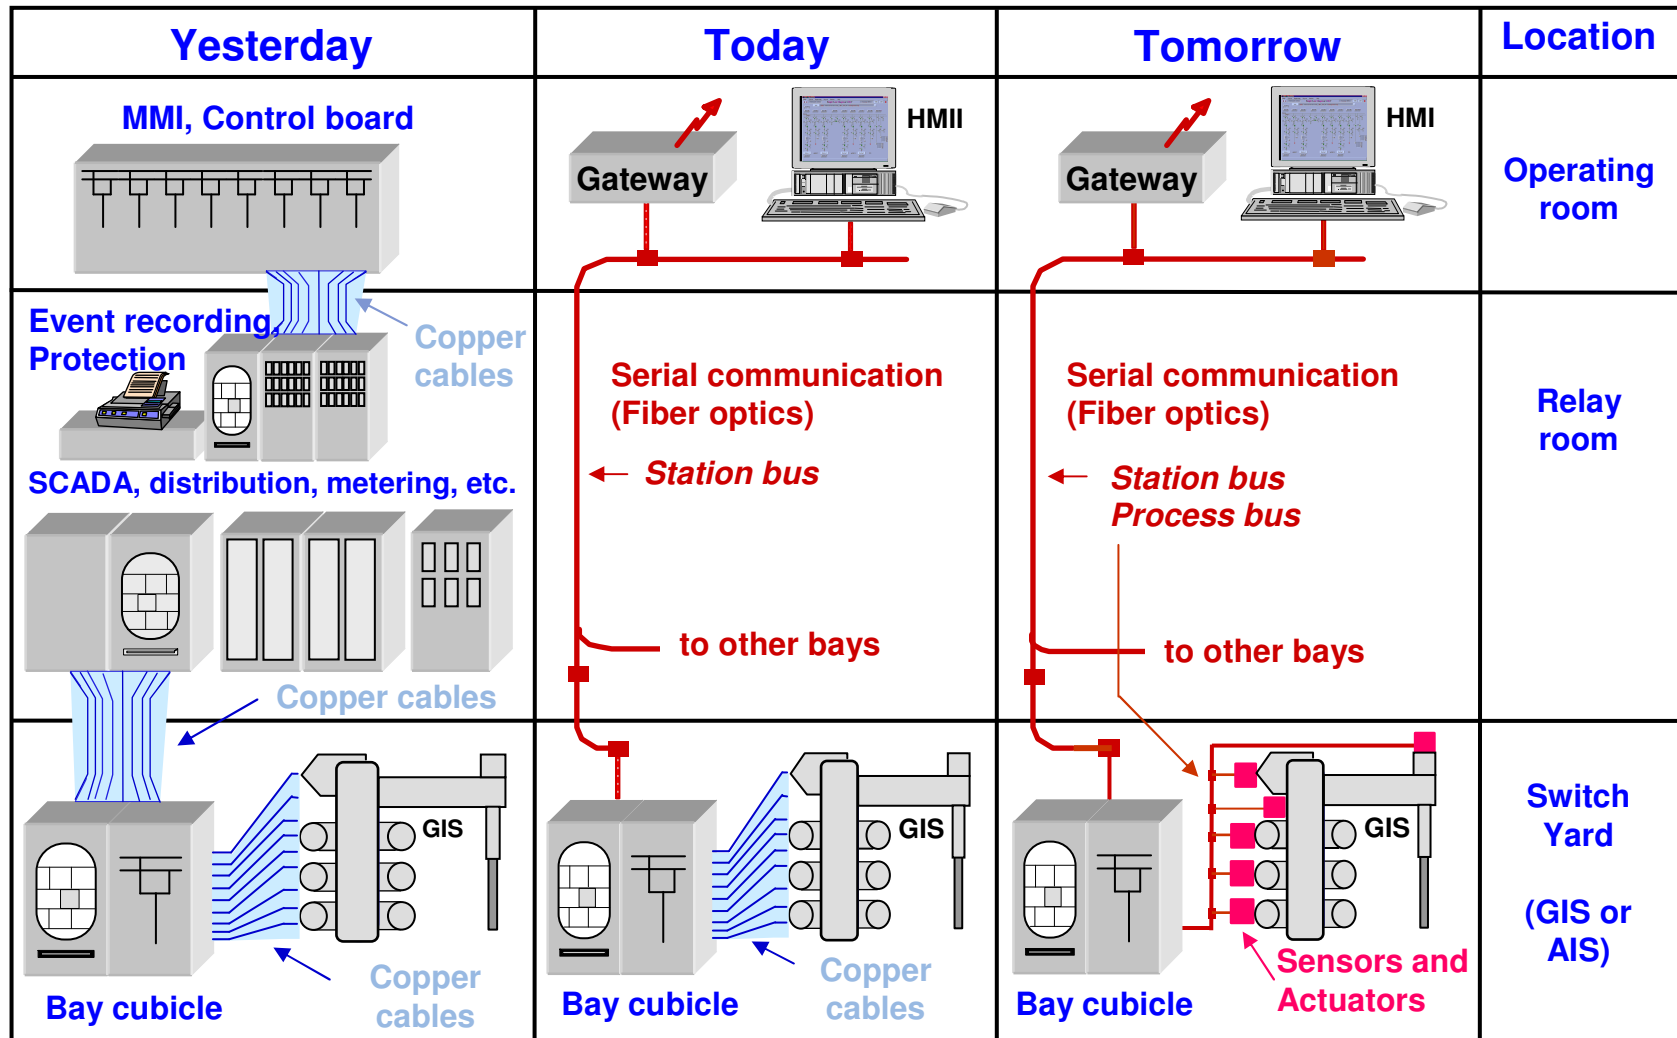 Yesterday
Today
Tomorrow
Location
MMI, Control board
Gateway
HMII
Gateway
HMI
Operating
room
Event recording,
Protection
Copper
cables
SCADA, distribution, metering, etc.
Copper cables
Serial communication
(Fiber optics)
Station bus
to other bays
Serial communication
(Fiber optics)
Station bus
Process bus
to other bays
Relay
room
GIS
Copper
cables
Bay cubicle
GIS
Copper
cables
Bay cubicle
GIS
Sensors and
Actuators
Bay cubicle
Switch
Yard
(GIS or
AIS)